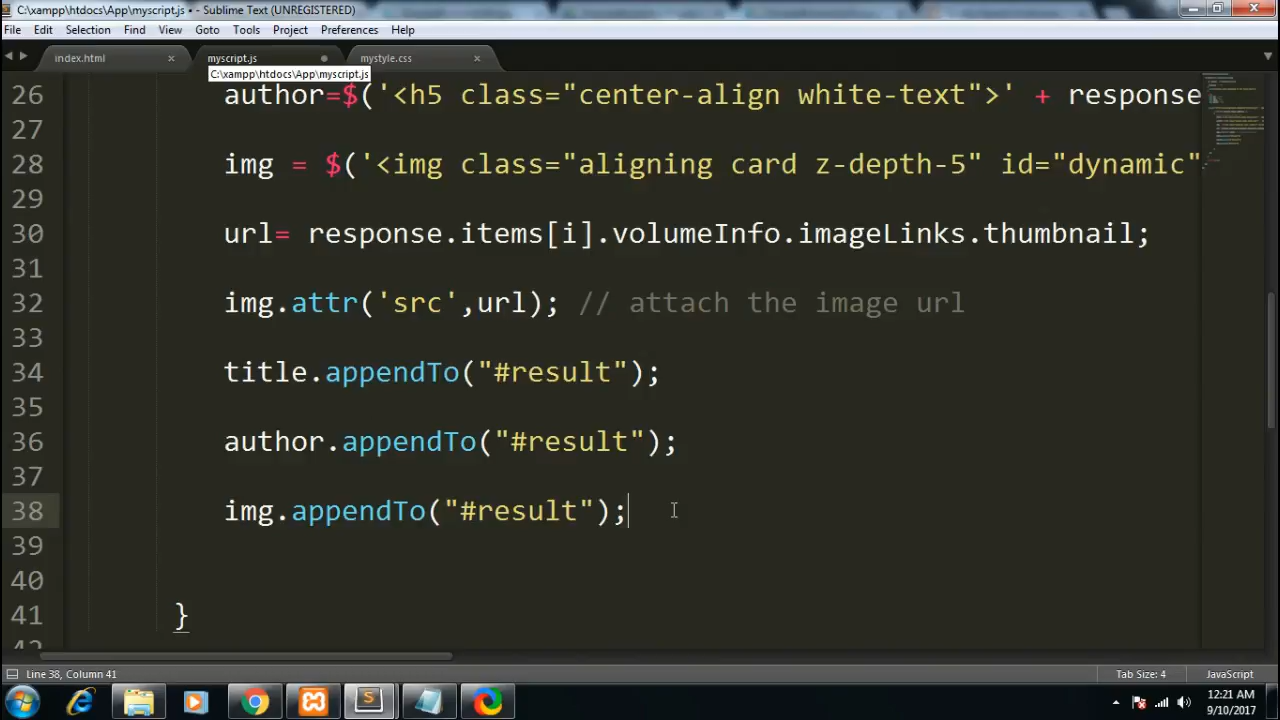 C:\xampp\htdocs\App\myscript.js • - Sublime Text (UNREGISTERED)
File Edit Selection Find View Goto Tools Project Preferences Help
index.html myscript.js mystyle.css
C:\xampp\htdocs\App\myscript.js
26 author=$('<h5 class="center-align white-text">' + response
27
28 img = $('<img class="aligning card z-depth-5" id="dynamic"
29
30 url= response.items[i].volumeInfo.imageLinks.thumbnail;
31
32 img.attr('src',url); // attach the image url
33
34 title.appendTo("#result");
35
36 author.appendTo("#result");
37
38 img.appendTo("#result");
39
40
41 }
42
Line 38, Column 41 Tab Size: 4 JavaScript
12:21 AM
9/10/2017